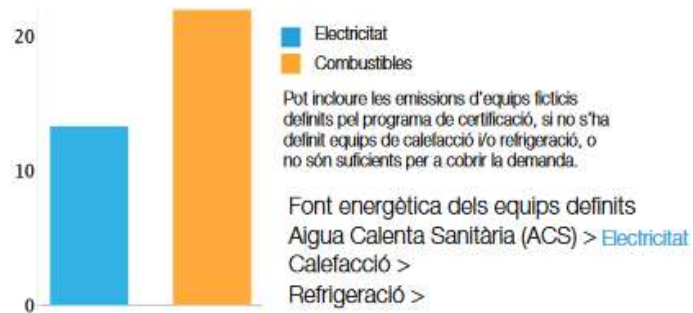 20
10
0
Electricitat
Combustibles
Pot incloure les emissions d'equips ficticis
definits pel programa de certificació, si no s'ha
definit equips de calefacció i/o refrigeració, o
no són suficients per a cobrir la demanda.
Font energètica dels equips definits
Aigua Calenta Sanitària (ACS) > Electricitat
Calefacció >
Refrigeració >